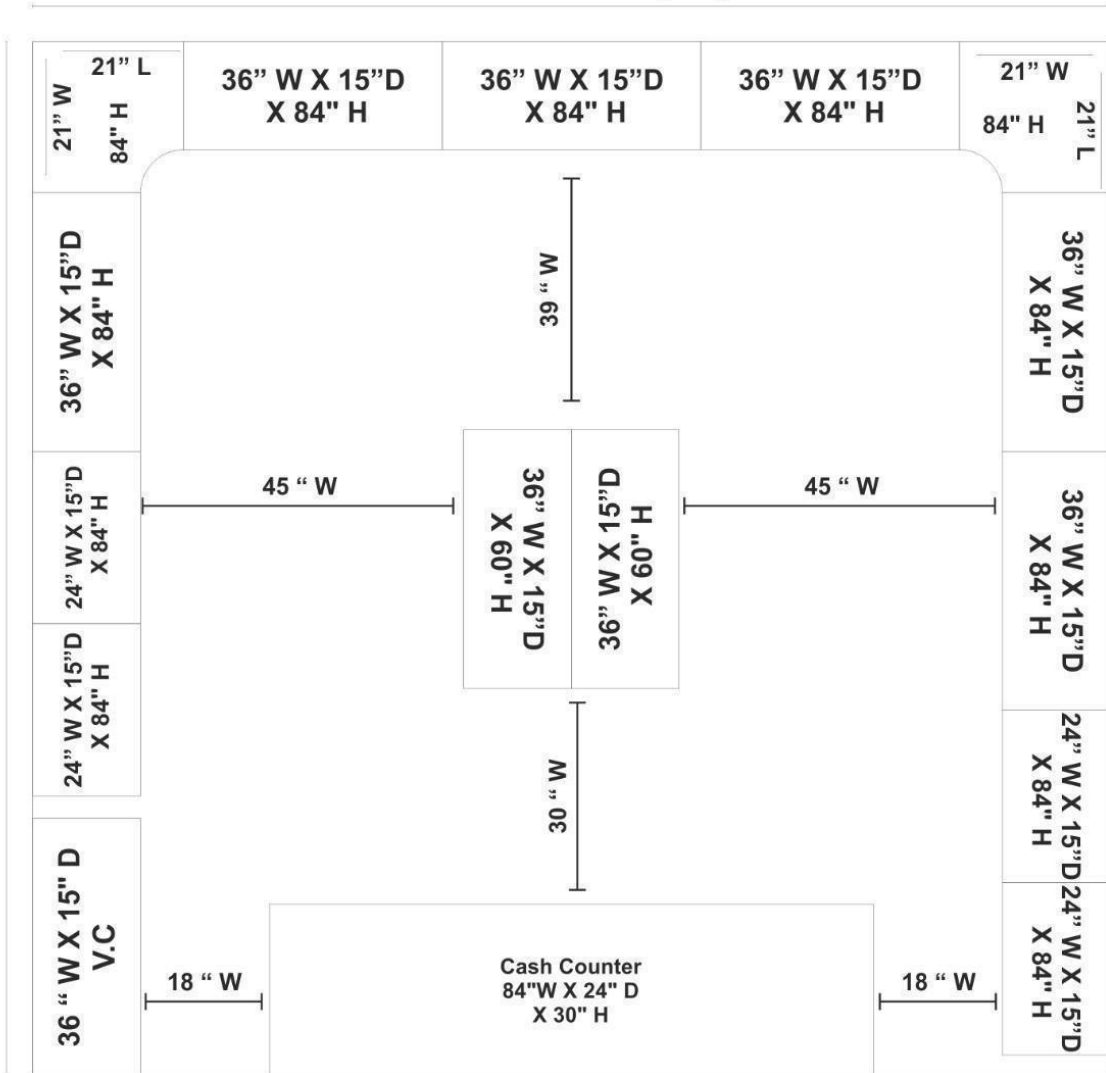 21” L
21” W
84" H
36” W X 15”D
X 84" H
36” W X 15”D
X 84" H
36” W X 15”D
X 84" H
21” W
84" H
21” L
36” W X 15”D
X 84" H
39 “ W
36” W X 15”D
X 84" H
24” W X 15”D
X 84" H
45 “ W
36” W X 15”D
X 60" H
36” W X 15”D
X 60" H
45 “ W
36” W X 15”D
X 84" H
24” W X 15”D
X 84" H
30 “ W
24” W X 15”D
X 84" H
36 “ W X 15" D
V.C
18 “ W
Cash Counter
84"W X 24" D
X 30" H
18 “ W
24” W X 15”D
X 84" H